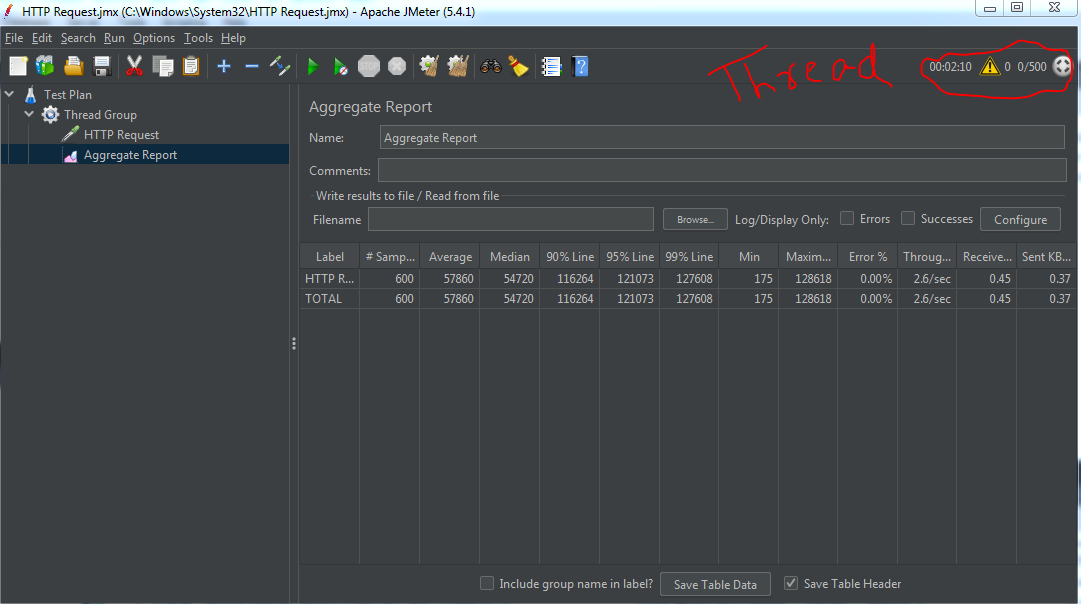 HTTP Request.jmx (C:\Windows\System32\HTTP Request.jmx) - Apache JMeter (5.4.1)
File Edit Search Run Options Tools Help
STOP
Thread
00:02:10 0 0/500
Test Plan
Thread Group
HTTP Request
Aggregate Report
Aggregate Report
Name: Aggregate Report
Comments:
Write results to file / Read from file
Filename Browse... Log/Display Only: Errors Successes Configure
Label # Samp... Average Median 90% Line 95% Line 99% Line Min Maxim... Error % Throug... Receive... Sent KB...
HTTP R... 600 57860 54720 116264 121073 127608 175 128618 0.00% 2.6/sec 0.45 0.37
TOTAL 600 57860 54720 116264 121073 127608 175 128618 0.00% 2.6/sec 0.45 0.37
Include group name in label? Save Table Data Save Table Header